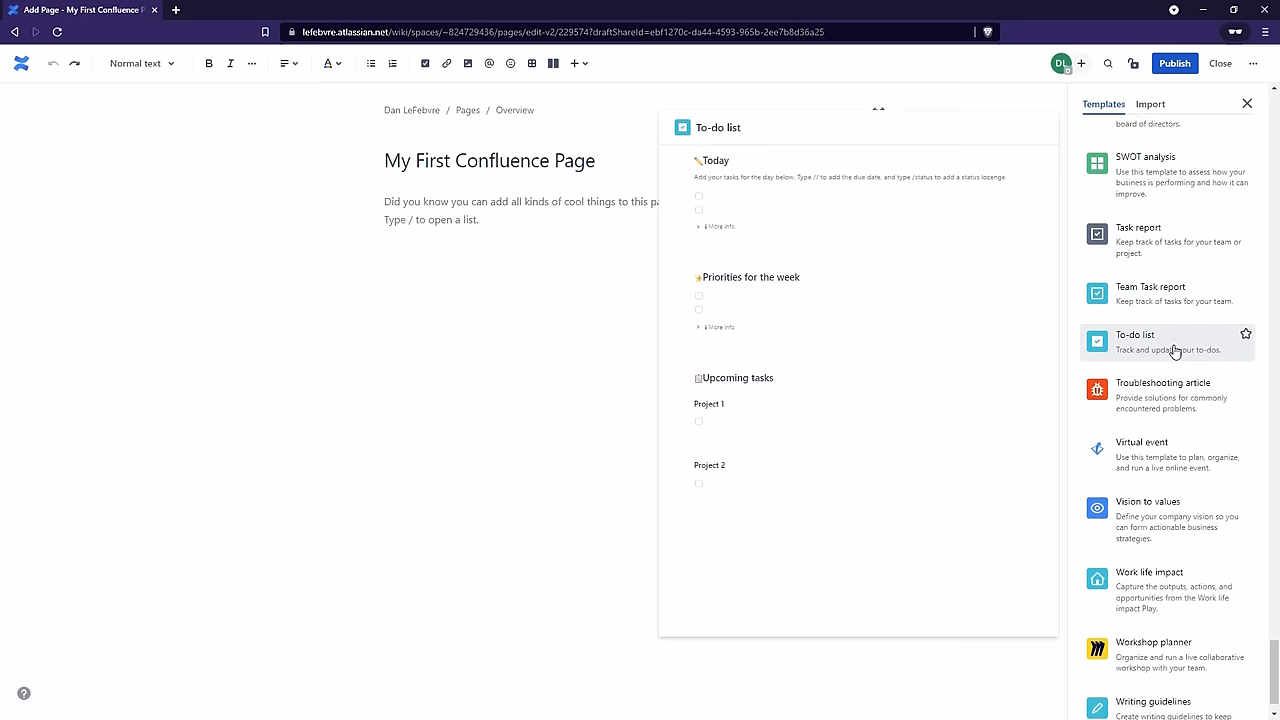 Add Page - My First Confluence P
lefebvre.atlassian.net/wiki/spaces/~824729436/pages/edit-v2/229574?draftShareId=ebf1270c-da44-4593-965b-2ee7b8d36a25
Normal text
B
I
A
DL
Publish
Close
Dan LeFebvre / Pages / Overview
My First Confluence Page
Did you know you can add all kinds of cool things to this pa
Type / to open a list.
To-do list
Today
Add your tasks for the day below. Type // to add the due date, and type /status to add a status lozenge.
More info
Priorities for the week
More info
Upcoming tasks
Project 1
Project 2
Templates
Import
board of directors.
SWOT analysis
Use this template to assess how your
business is performing and how it can
improve.
Task report
Keep track of tasks for your team or
project.
Team Task report
Keep track of tasks for your team.
To-do list
Track and update your to-dos.
Troubleshooting article
Provide solutions for commonly
encountered problems.
Virtual event
Use this template to plan, organize,
and run a live online event.
Vision to values
Define your company vision so you
can form actionable business
strategies.
Work life impact
Capture the outputs, actions, and
opportunities from the Work life
impact Play.
Workshop planner
Organize and run a live collaborative
workshop with your team.
Writing guidelines
Create writing guidelines to keep